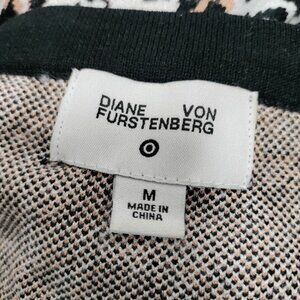 DIANE VON
FURSTENBERG
M
MADE IN
CHINA